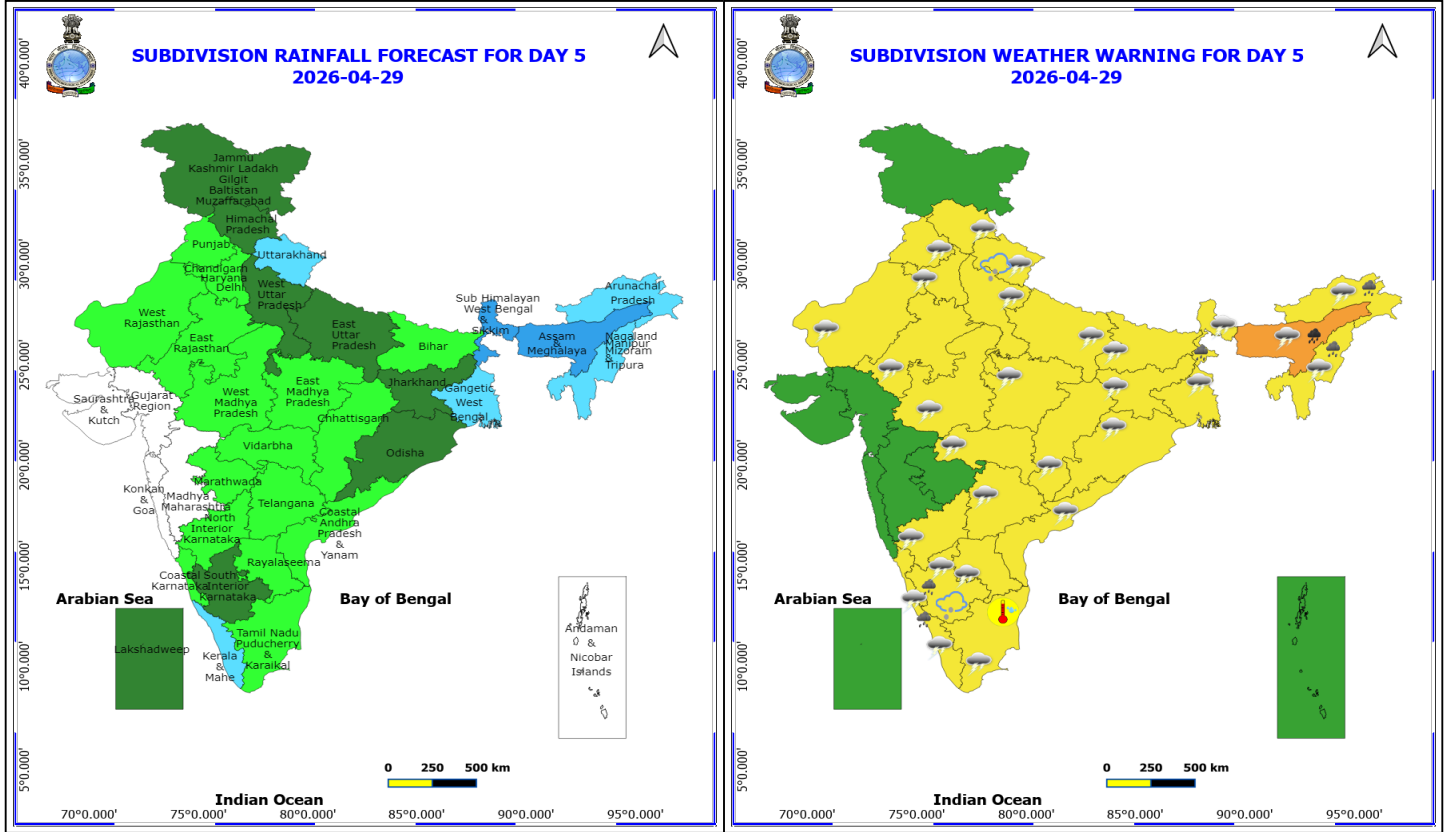 SUBDIVISION RAINFALL FORECAST FOR DAY 5
2026-04-29
40°0.000'
35°0.000'
30°0.000'
25°0.000'
20°0.000'
15°0.000'
10°0.000'
5°0.000'
Jammu
Kashmir Ladakh
Gilgit
Baltistan
Muzaffarabad
Himachal
Pradesh
Punjab
Uttarakhand
Chandigarh
Haryana
Delhi
West
Uttar
Pradesh
West
Rajasthan
East
Rajasthan
East
Uttar
Pradesh
Bihar
Sub Himalayan
West Bengal
&
Sikkim
Arunachal
Pradesh
Assam
&
Meghalaya
Nagaland
Manipur
Mizoram
&
Tripura
Jharkhand
Gangetic
West
Bengal
Saurashtra
&
Kutch
Gujarat
Region
West
Madhya
Pradesh
East
Madhya
Pradesh
Chhattisgarh
Vidarbha
Odisha
Konkan
&
Goa
Madhya
Maharashtra
Marathwada
Telangana
North
Interior
Karnataka
Coastal
Andhra
Pradesh
&
Yanam
Rayalaseema
Coastal
Karnataka
South
Interior
Karnataka
Arabian Sea
Bay of Bengal
Lakshadweep
Kerala
&
Mahe
Tamil Nadu
Puducherry
&
Karaikal
Andaman
&
Nicobar
Islands
0 250 500 km
Indian Ocean
70°0.000' 75°0.000' 80°0.000' 85°0.000' 90°0.000' 95°0.000'
SUBDIVISION WEATHER WARNING FOR DAY 5
2026-04-29
40°0.000'
35°0.000'
30°0.000'
25°0.000'
20°0.000'
15°0.000'
10°0.000'
5°0.000'
Arabian Sea
Bay of Bengal
0 250 500 km
Indian Ocean
70°0.000' 75°0.000' 80°0.000' 85°0.000' 90°0.000' 95°0.000'